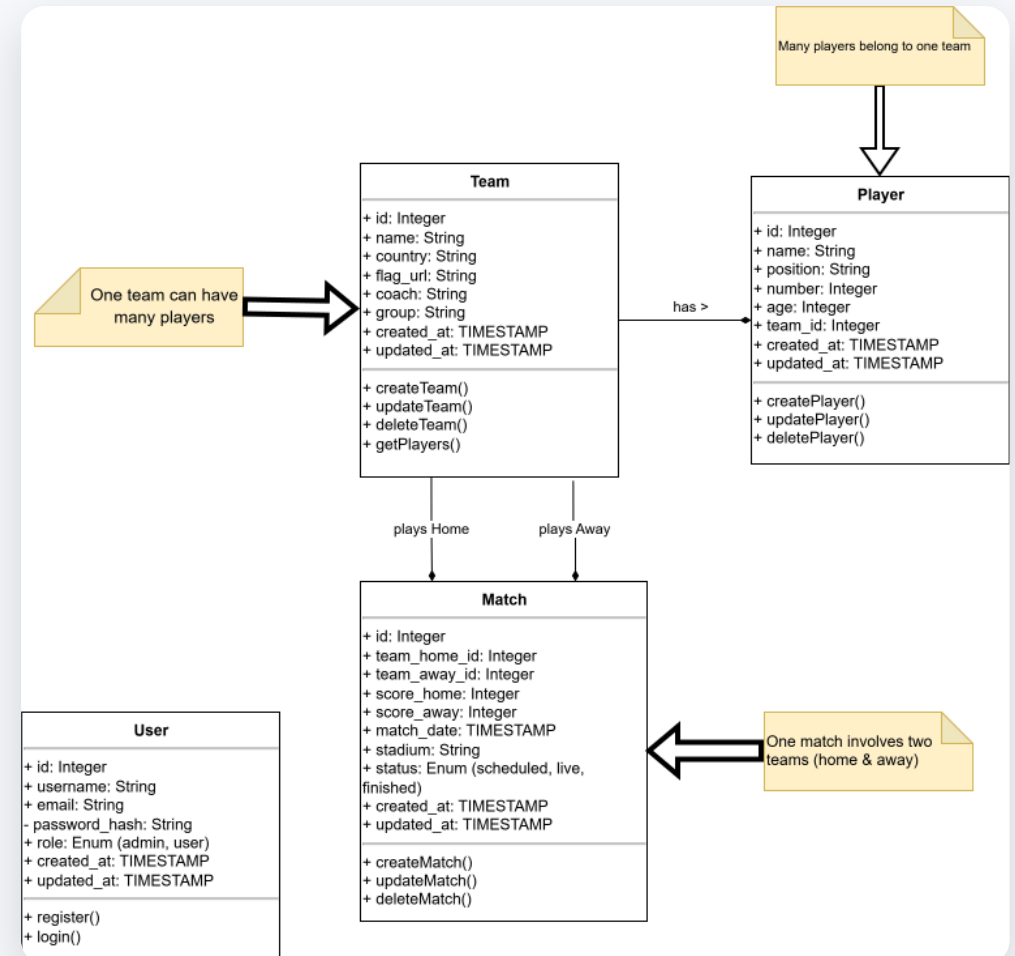 Many players belong to one team
Team
+ id: Integer
+ name: String
+ country: String
+ flag_url: String
+ coach: String
+ group: String
+ created_at: TIMESTAMP
+ updated_at: TIMESTAMP
+ createTeam()
+ updateTeam()
+ deleteTeam()
+ getPlayers()
Player
+ id: Integer
+ name: String
+ position: String
+ number: Integer
+ age: Integer
+ team_id: Integer
+ created_at: TIMESTAMP
+ updated_at: TIMESTAMP
+ createPlayer()
+ updatePlayer()
+ deletePlayer()
One team can have
many players
has >
plays Home
plays Away
Match
+ id: Integer
+ team_home_id: Integer
+ team_away_id: Integer
+ score_home: Integer
+ score_away: Integer
+ match_date: TIMESTAMP
+ stadium: String
+ status: Enum (scheduled, live,
finished)
+ created_at: TIMESTAMP
+ updated_at: TIMESTAMP
+ createMatch()
+ updateMatch()
+ deleteMatch()
One match involves two
teams (home & away)
User
+ id: Integer
+ username: String
+ email: String
- password_hash: String
+ role: Enum (admin, user)
+ created_at: TIMESTAMP
+ updated_at: TIMESTAMP
+ register()
+ login()